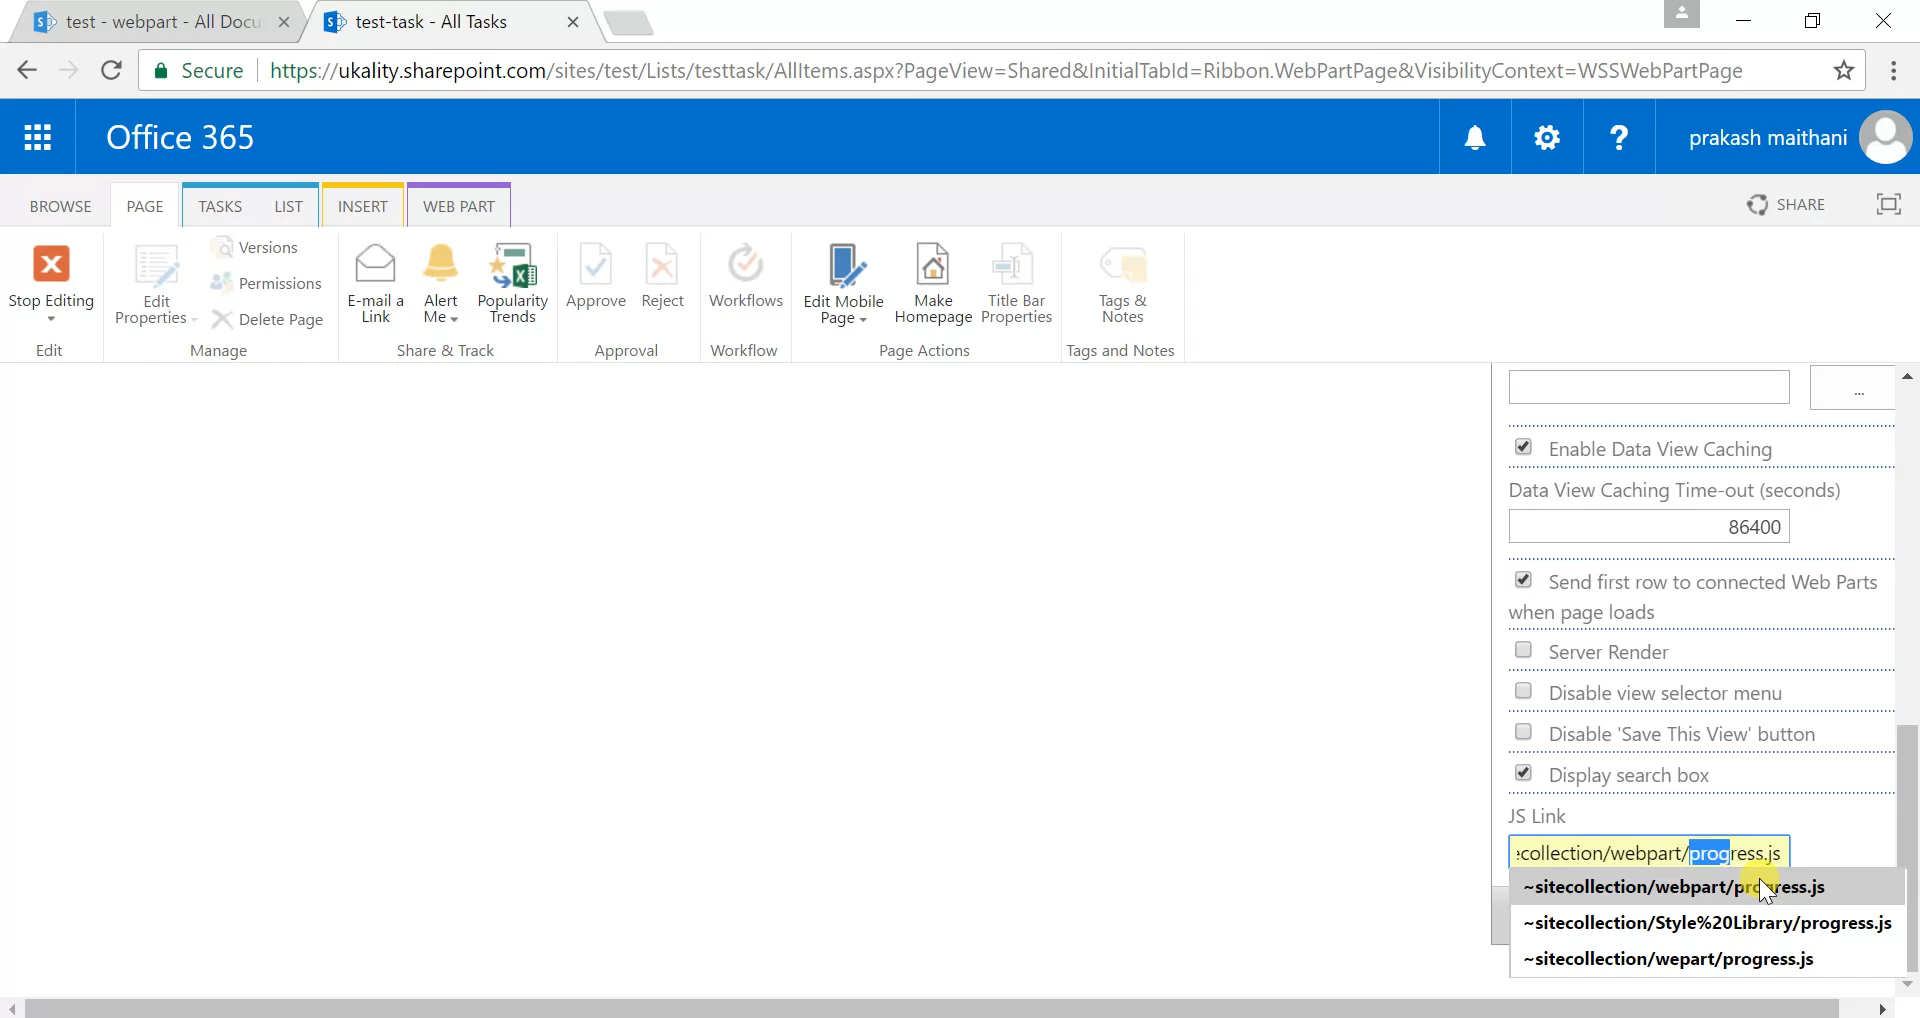 test - webpart - All Docu
test-task - All Tasks
Secure
https://ukality.sharepoint.com/sites/test/Lists/testtask/AllItems.aspx?PageView=Shared&InitialTabId=Ribbon.WebPartPage&VisibilityContext=WSSWebPartPage
Office 365
prakash maithani
BROWSE
PAGE
TASKS
LIST
INSERT
WEB PART
SHARE
Stop Editing
Edit
Edit
Properties
Versions
Permissions
Delete Page
Manage
E-mail a
Link
Alert
Me
Popularity
Trends
Share & Track
Approve
Reject
Approval
Workflows
Workflow
Edit Mobile
Page
Make
Homepage
Title Bar
Properties
Page Actions
Tags &
Notes
Tags and Notes
...
Enable Data View Caching
Data View Caching Time-out (seconds)
86400
Send first row to connected Web Parts
when page loads
Server Render
Disable view selector menu
Disable 'Save This View' button
Display search box
JS Link
ecollection/webpart/progress.js
~sitecollection/webpart/progress.js
~sitecollection/Style%20Library/progress.js
~sitecollection/wepart/progress.js